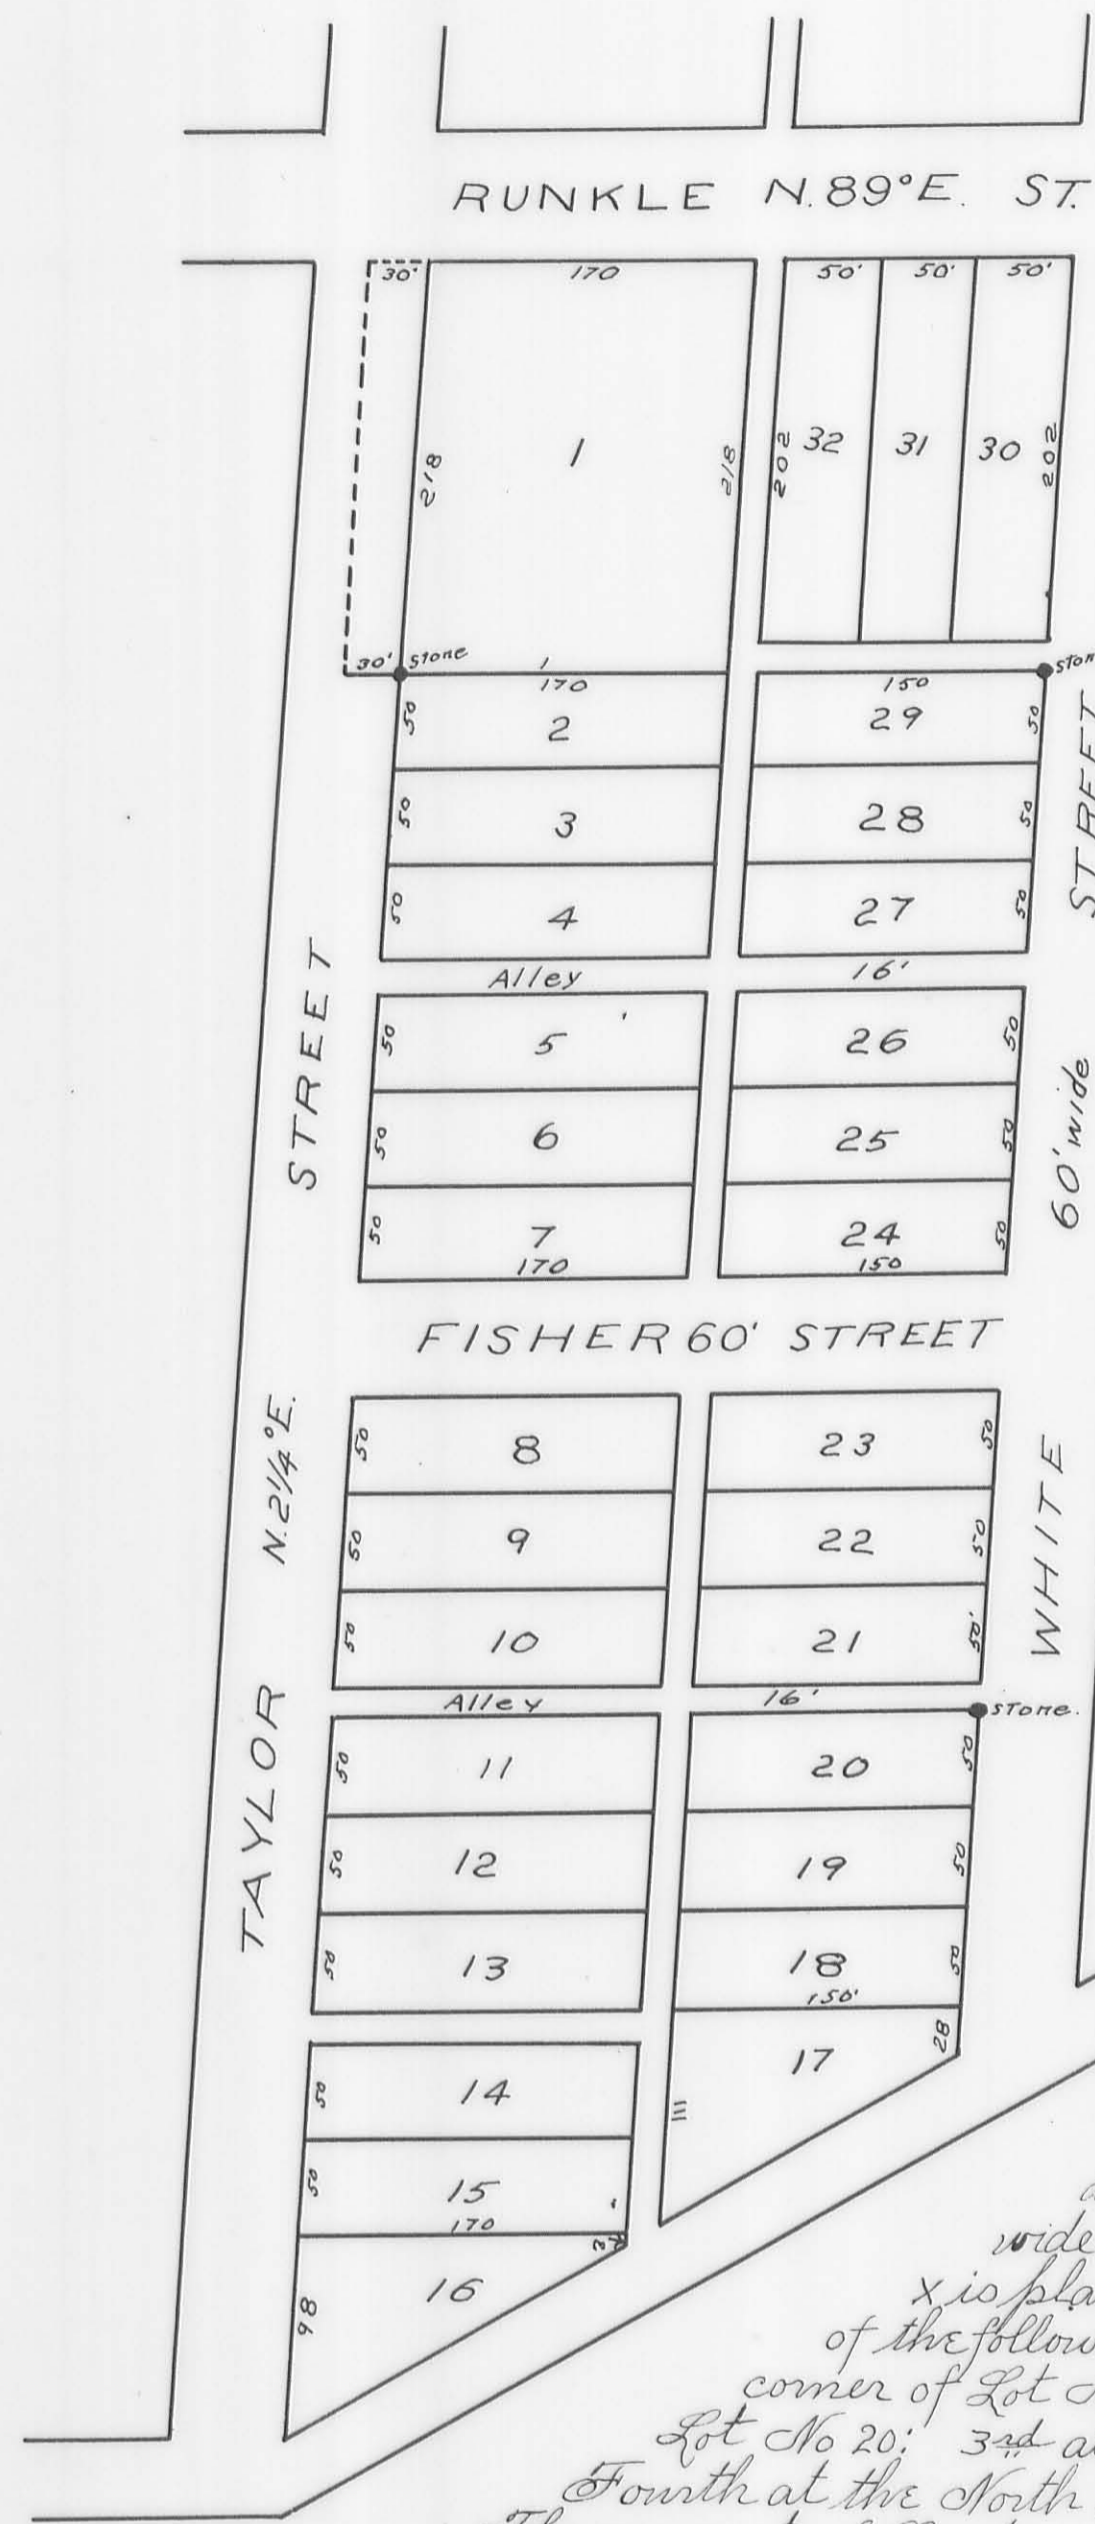 RUNKLE N.89°E. ST.
30' 170 50' 50' 50'
218 1 218 202 32 31 30 202
30' stone 1
170 150
50 2 29 50
50 3 28 50
50 4 27 50
Alley 16'
50 5 26 50
50 6 25 50
50 7 24 50
170 150
STREET
60' wide
STREET
FISHER 60' STREET
50 8 23 50
50 9 22 50
50 10 21 50'
Alley 16'
stone.
50 11 20 50
50 12 19 50
50 13 18 50
150'
17 28
111
50 14
50 15
170
16
98
TAYLOR N.2¼°E. STREET
WHITE
wide
x is pla
of the follow
corner of Lot
Lot No 20: 3rd a
Fourth at the North